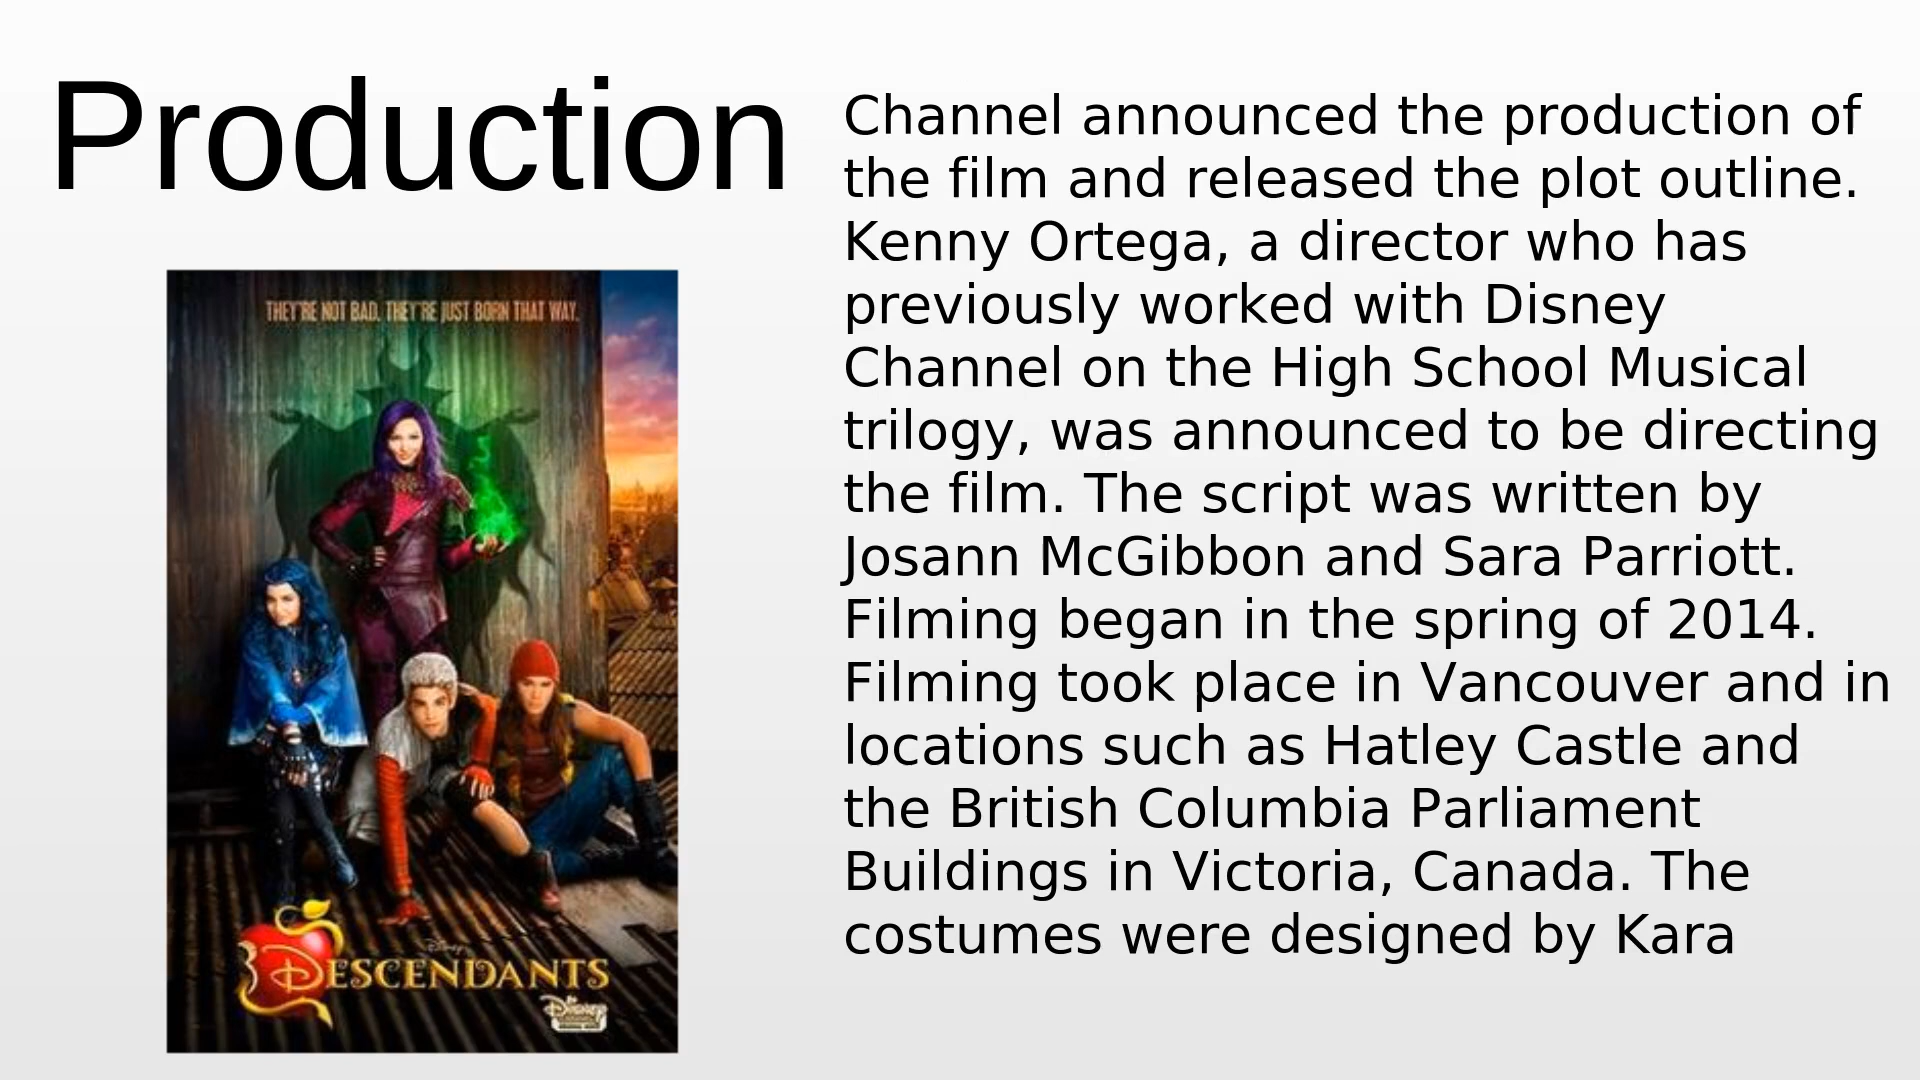 Production
Channel announced the production of
the film and released the plot outline.
Kenny Ortega, a director who has
previously worked with Disney
Channel on the High School Musical
trilogy, was announced to be directing
the film. The script was written by
Josann McGibbon and Sara Parriott.
Filming began in the spring of 2014.
Filming took place in Vancouver and in
locations such as Hatley Castle and
the British Columbia Parliament
Buildings in Victoria, Canada. The
costumes were designed by Kara
THEY'RE NOT BAD, THEY'RE JUST BORN THAT WAY.
Disney
DESCENDANTS
Disney